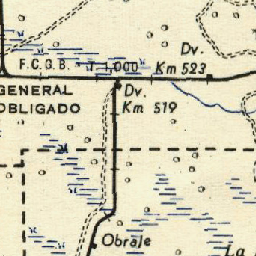 Dv.
F.C.G.B. T. 1,000 Km 523
GENERAL
OBLIGADO
Dv.
Km 519
Obraje
La